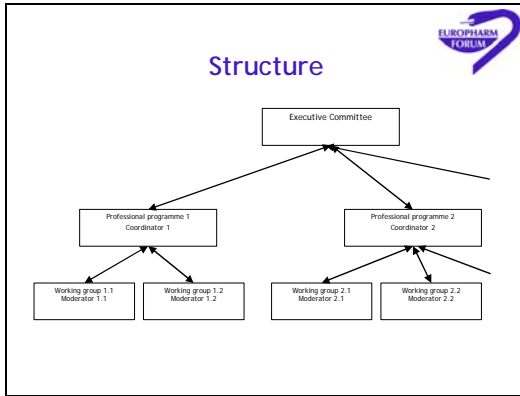 EUROPHARM
FORUM
Structure
Executive Committee
Professional programme 1
Coordinator 1
Professional programme 2
Coordinator 2
Working group 1.1
Moderator 1.1
Working group 1.2
Moderator 1.2
Working group 2.1
Moderator 2.1
Working group 2.2
Moderator 2.2